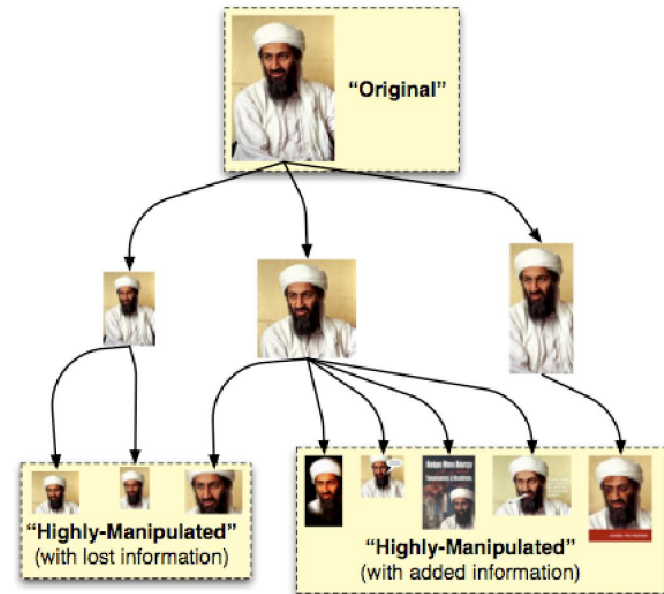 “Original”
“Highly-Manipulated”
(with lost information)
“Highly-Manipulated”
(with added information)